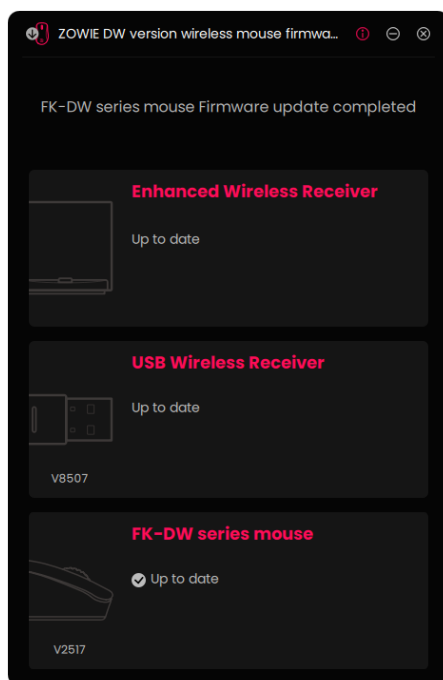 ZOWIE DW version wireless mouse firmwa...
FK-DW series mouse Firmware update completed
Enhanced Wireless Receiver
Up to date
USB Wireless Receiver
Up to date
V8507
FK-DW series mouse
Up to date
V2517